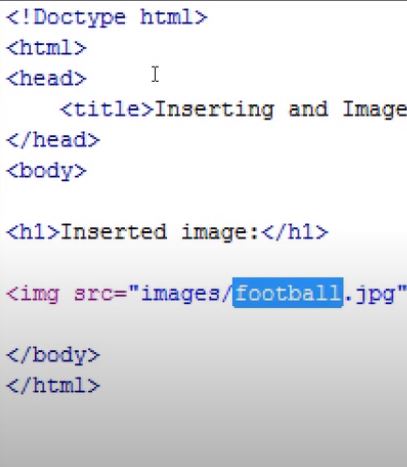 <!Doctype html>
<html>
<head>
<title>Inserting and Image
</head>
<body>
<h1>Inserted image:</h1>
<img src="images/football.jpg"
</body>
</html>